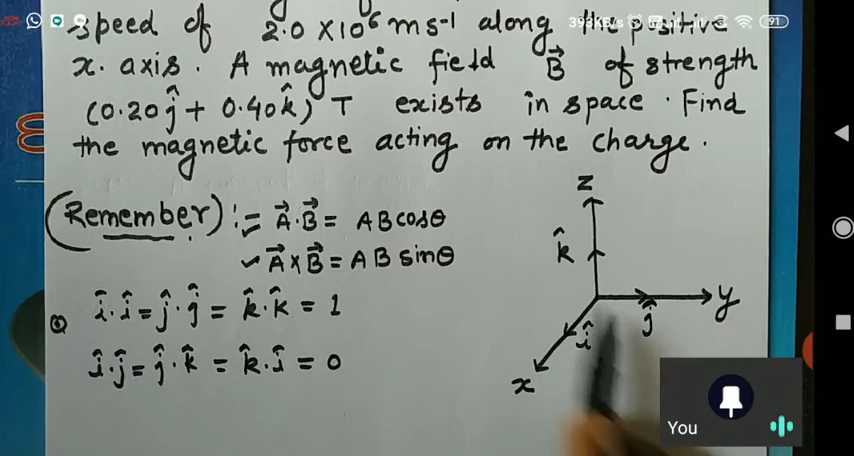 393KB/s 91
speed of 2.0 × 10⁶ ms⁻¹ along the positive
x. axis. A magnetic field B⃗ of strength
(0.20ĵ + 0.40k̂) T exists in space. Find
the magnetic force acting on the charge.
(Remember) :- A⃗.B⃗ = AB cosθ
A⃗×B⃗ = AB sinθ
î.î = ĵ.ĵ = k̂.k̂ = 1
î.ĵ = ĵ.k̂ = k̂.î = 0
z
k̂
y
ĵ
î
x
You